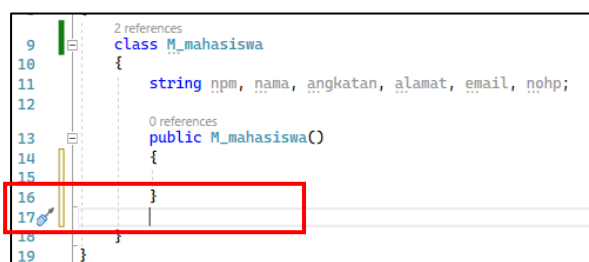 2 references
9 class M_mahasiswa
10 {
11 string npm, nama, angkatan, alamat, email, nohp;
12
0 references
13 public M_mahasiswa()
14 {
15
16 }
17
18 }
19 }